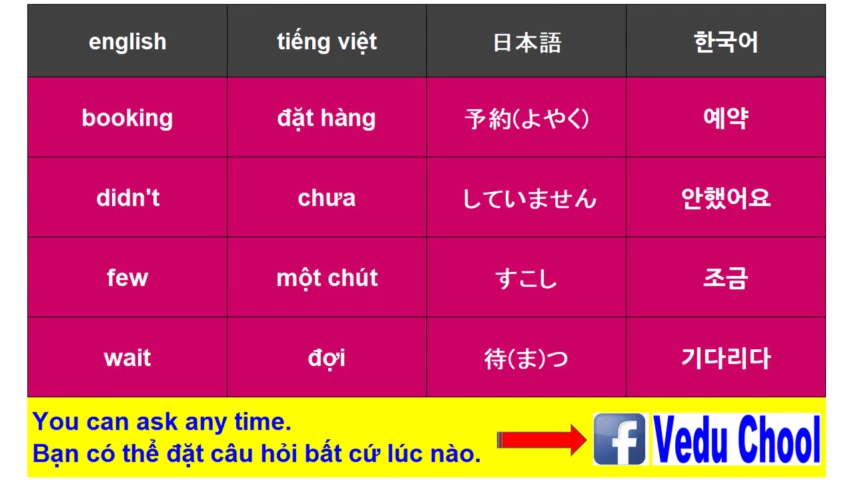 english tiếng việt 日本語 한국어
booking đặt hàng 予約(よやく) 예약
didn't chưa していません 안했어요
few một chút すこし 조금
wait đợi 待(ま)つ 기다리다
You can ask any time.
Bạn có thể đặt câu hỏi bất cứ lúc nào.
f Vedu Chool